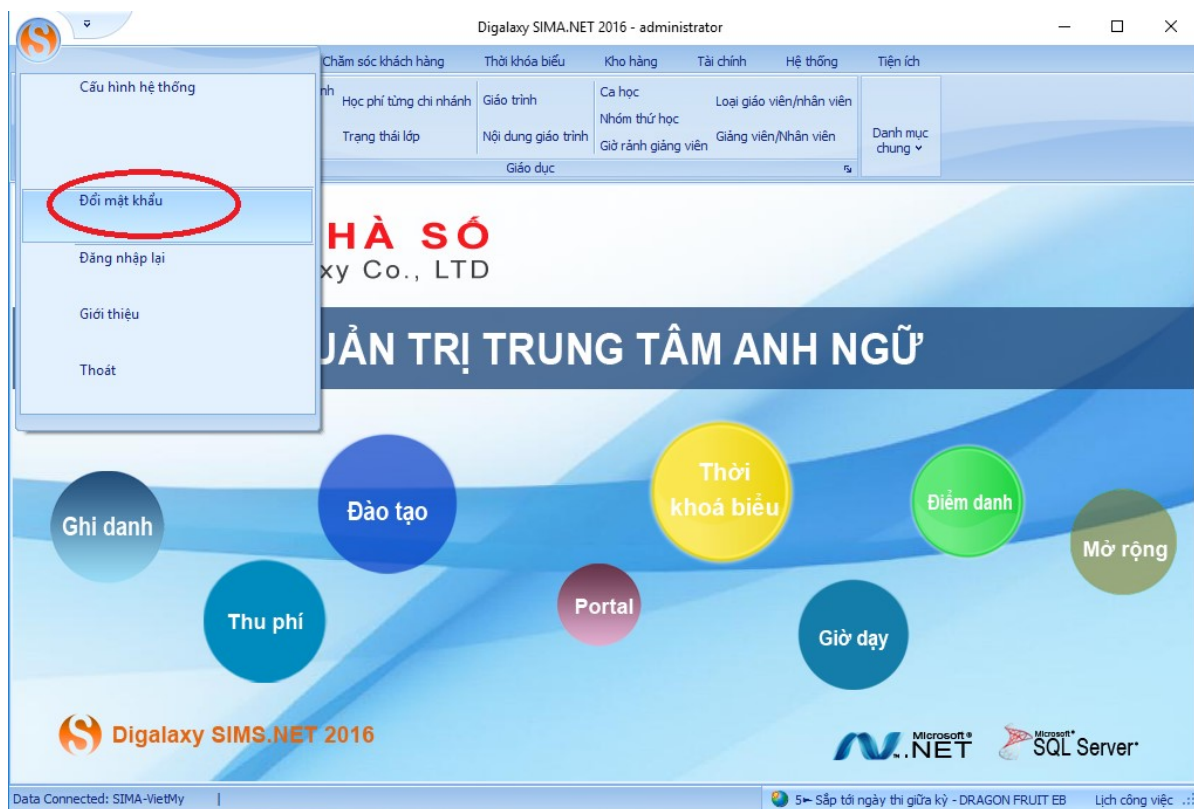 Digalaxy SIMA.NET 2016 - administrator
Chăm sóc khách hàng Thời khóa biểu Kho hàng Tài chính Hệ thống Tiện ích
Cấu hình hệ thống
nh Học phí từng chi nhánh Giáo trình Ca học Loại giáo viên/nhân viên
Nhóm thứ học
Trạng thái lớp Nội dung giáo trình Giờ rảnh giảng viên Giảng viên/Nhân viên
Danh mục
chung
Giáo dục
Đổi mật khẩu
Đăng nhập lại
Giới thiệu
Thoát
HÀ SỐ
xy Co., LTD
UẢN TRỊ TRUNG TÂM ANH NGỮ
Ghi danh
Thu phí
Đào tạo
Portal
Thời
khoá biểu
Giờ dạy
Điểm danh
Mở rộng
Digalaxy SIMS.NET 2016
Microsoft®
.NET
Microsoft®
SQL Server
Data Connected: SIMA-VietMy | 5 Sắp tới ngày thi giữa kỳ - DRAGON FRUIT EB Lịch công việc